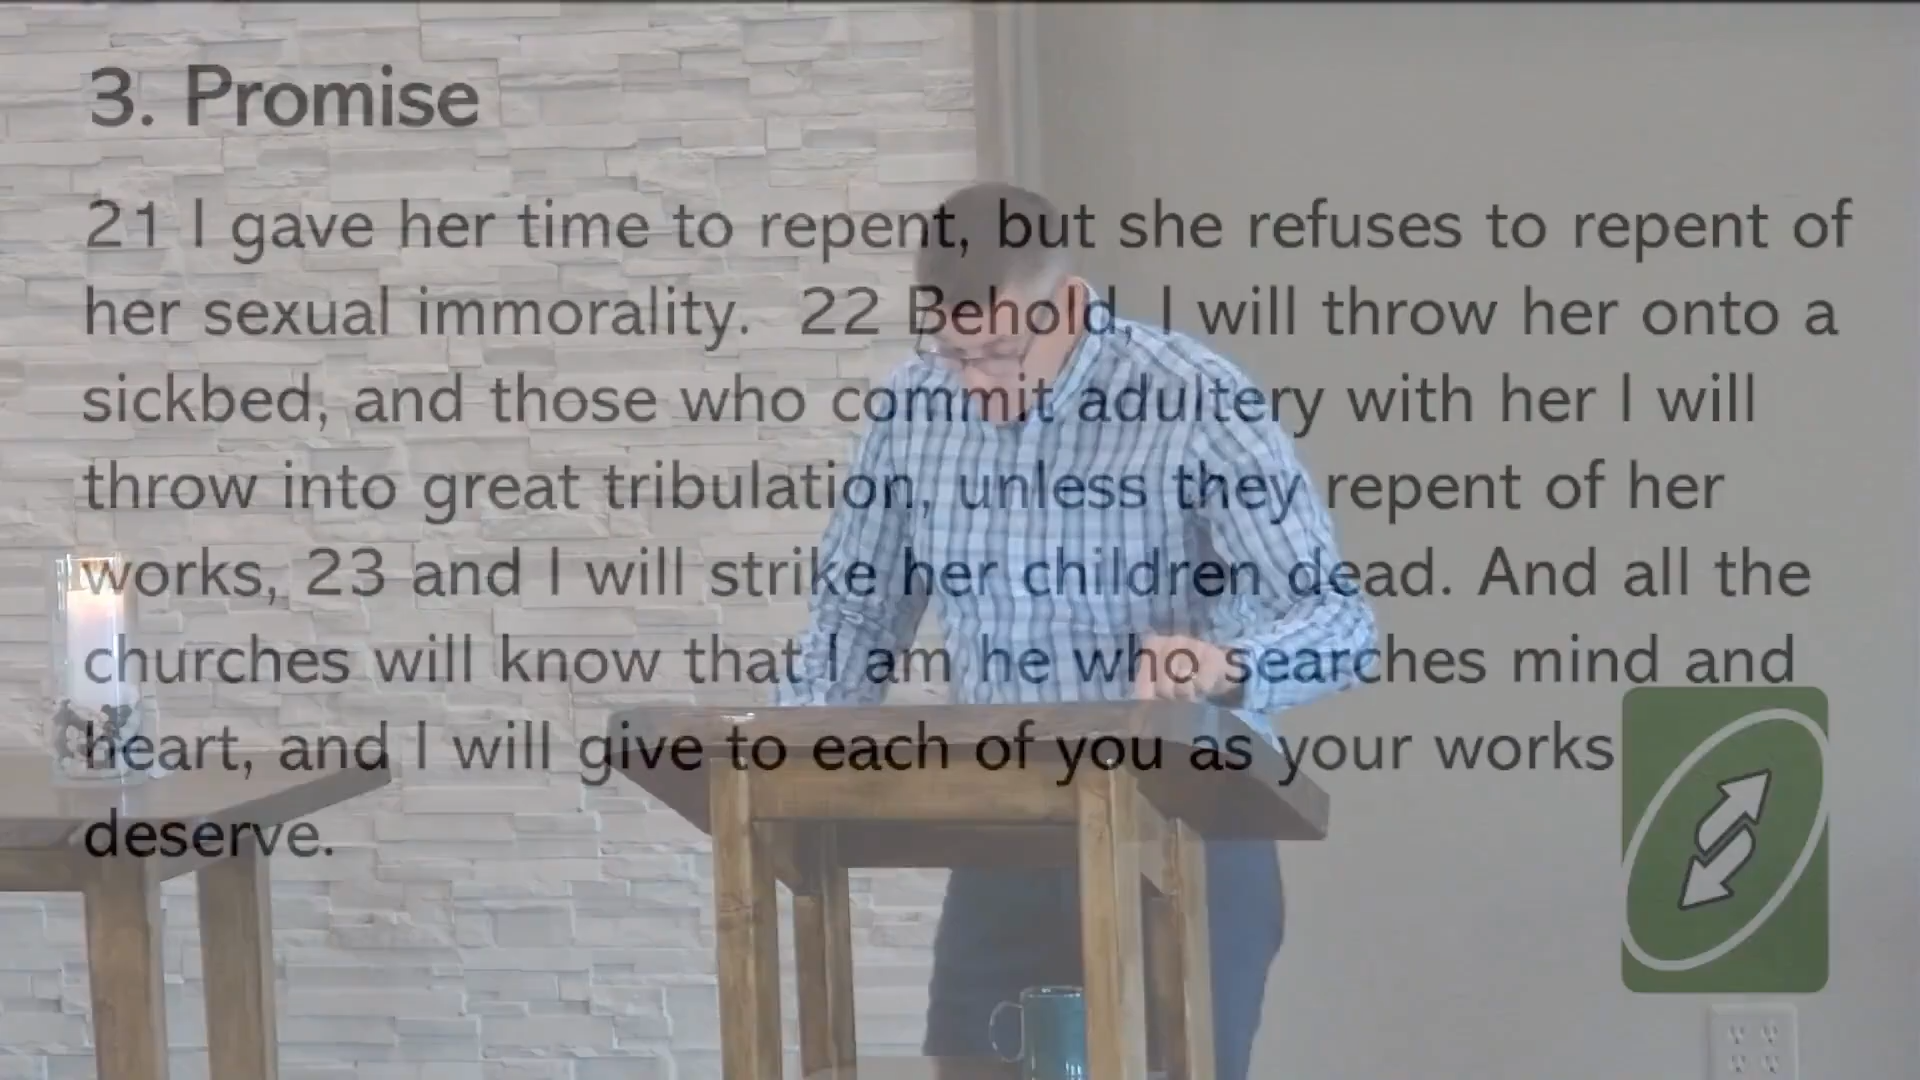 3. Promise
21 I gave her time to repent, but she refuses to repent of
her sexual immorality.  22 Behold, I will throw her onto a
sickbed, and those who commit adultery with her I will
throw into great tribulation, unless they repent of her
works, 23 and I will strike her children dead. And all the
churches will know that I am he who searches mind and
heart, and I will give to each of you as your works
deserve.